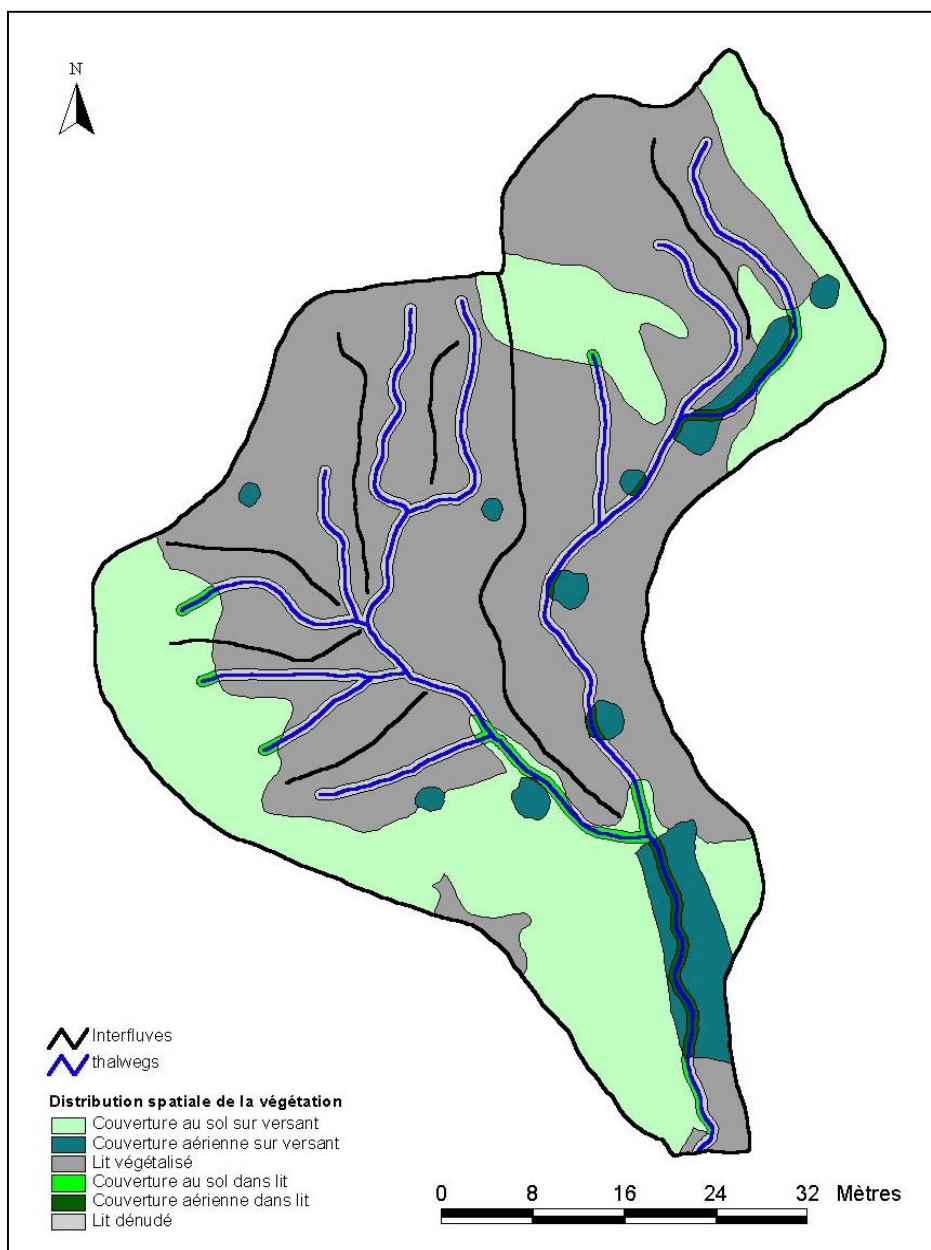 N
Interfluves
thalwegs
Distribution spatiale de la végétation
Couverture au sol sur versant
Couverture aérienne sur versant
Lit végétalisé
Couverture au sol dans lit
Couverture aérienne dans lit
Lit dénudé
0 8 16 24 32 Mètres